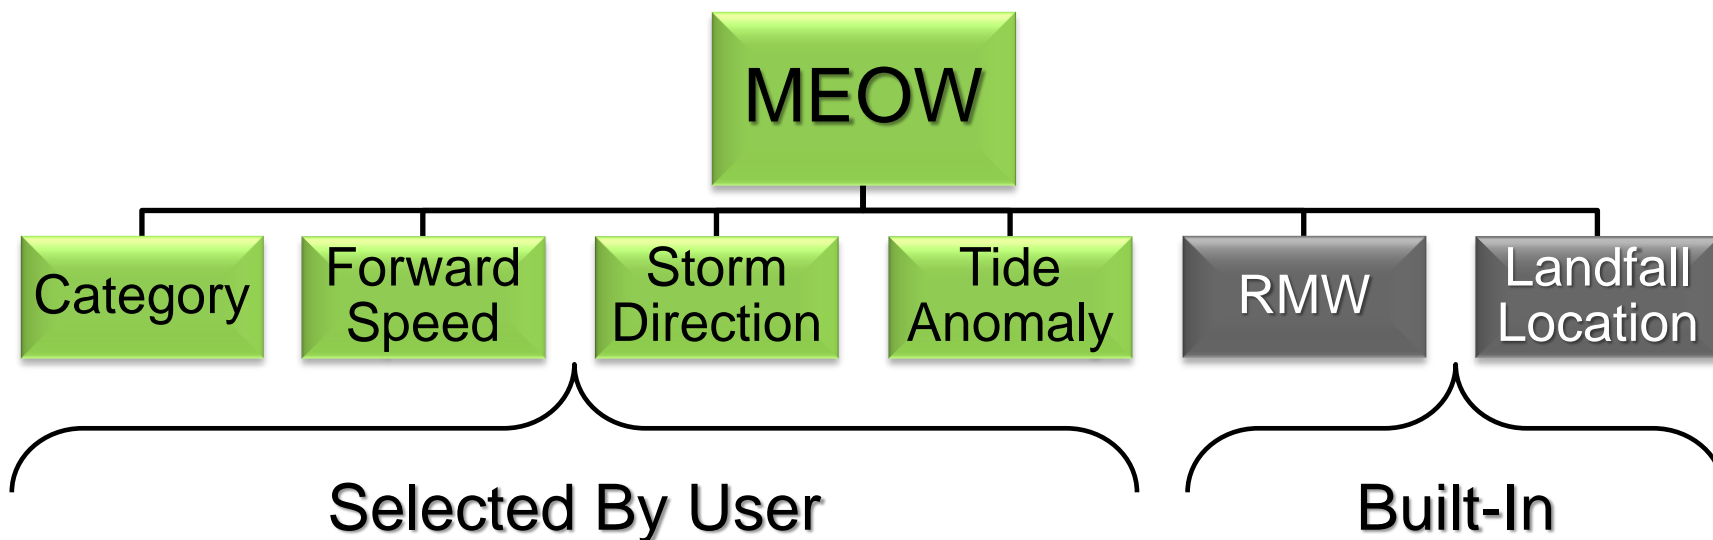 MEOW
Category
Forward
Speed
Storm
Direction
Tide
Anomaly
RMW
Landfall
Location
Selected By User
Built-In